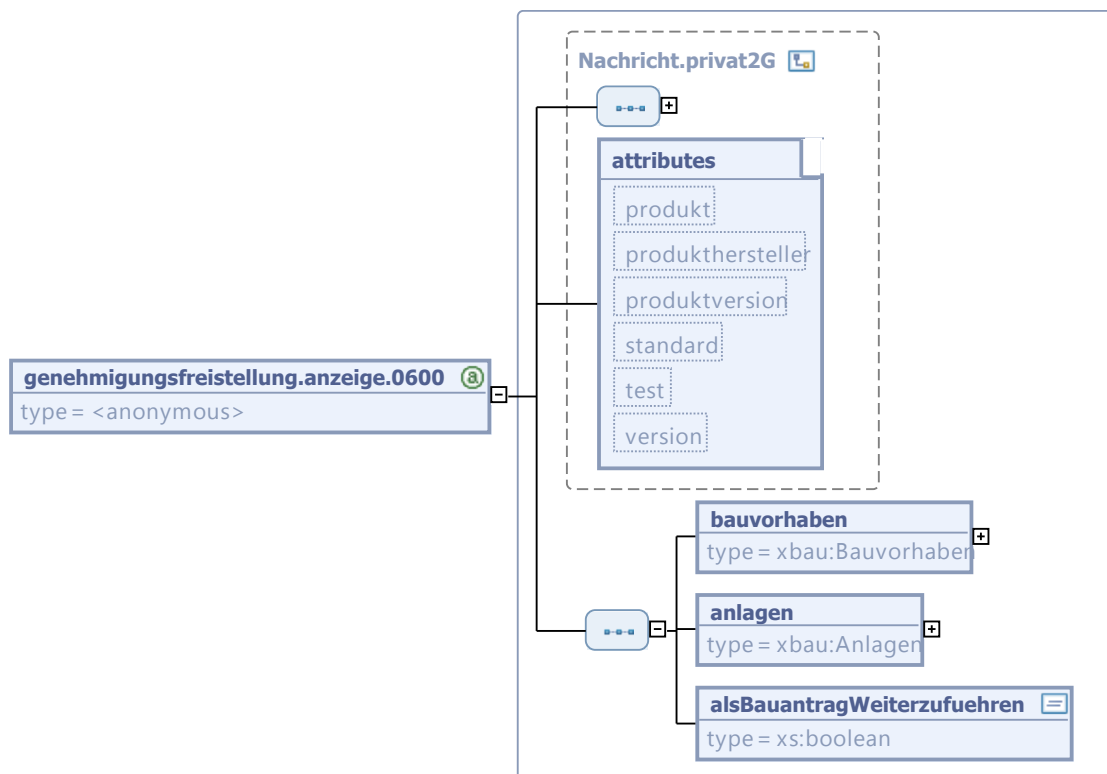 Nachricht.privat2G
attributes
produkt
produkthersteller
produktversion
standard
test
version
genehmigungsfreistellung.anzeige.0600 a
type = <anonymous>
bauvorhaben
type = xbau:Bauvorhaben
anlagen
type = xbau:Anlagen
alsBauantragWeiterzufuehren
type = xs:boolean